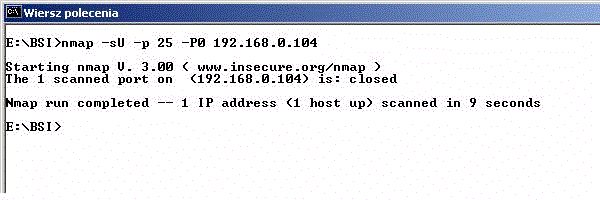 Wiersz polecenia
E:\BSI>nmap -sU -p 25 -P0 192.168.0.104
Starting nmap V. 3.00 ( www.insecure.org/nmap )
The 1 scanned port on  (192.168.0.104) is: closed
Nmap run completed -- 1 IP address (1 host up) scanned in 9 seconds
E:\BSI>